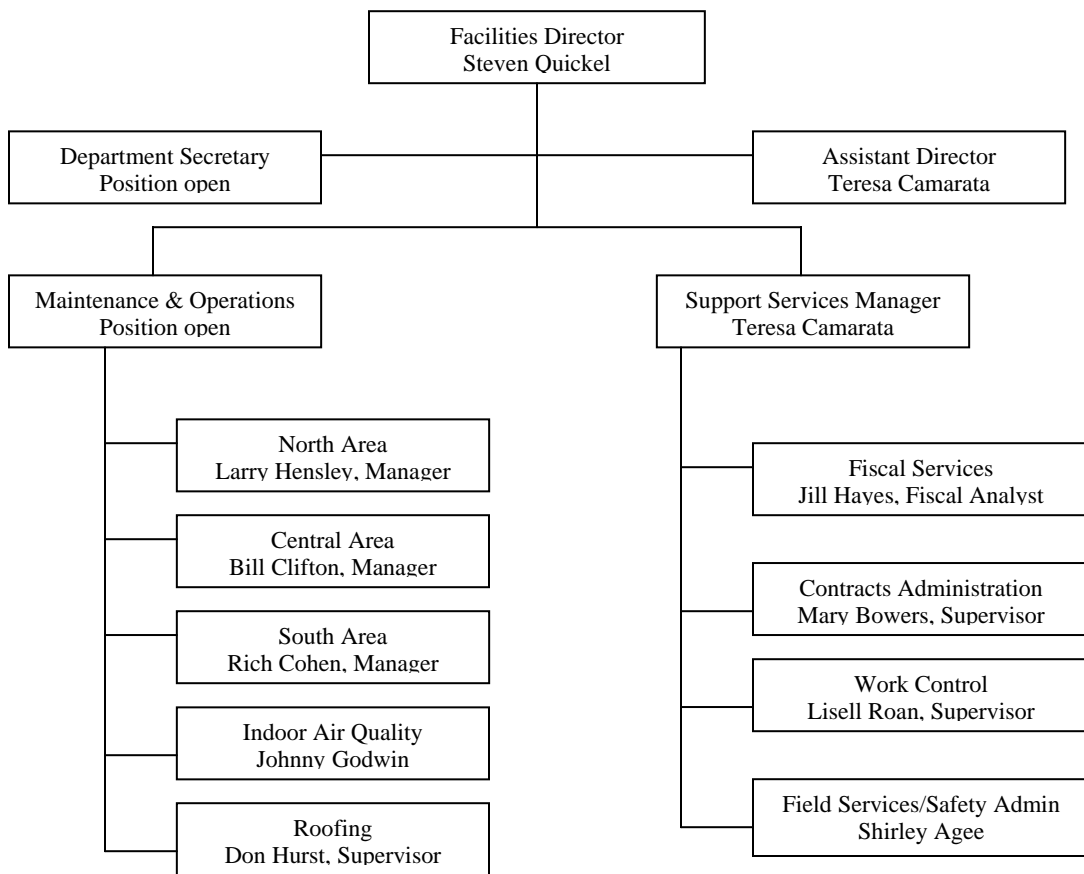 Facilities Director
Steven Quickel
Department Secretary
Position open
Assistant Director
Teresa Camarata
Maintenance & Operations
Position open
Support Services Manager
Teresa Camarata
North Area
Larry Hensley, Manager
Central Area
Bill Clifton, Manager
South Area
Rich Cohen, Manager
Indoor Air Quality
Johnny Godwin
Roofing
Don Hurst, Supervisor
Fiscal Services
Jill Hayes, Fiscal Analyst
Contracts Administration
Mary Bowers, Supervisor
Work Control
Lisell Roan, Supervisor
Field Services/Safety Admin
Shirley Agee